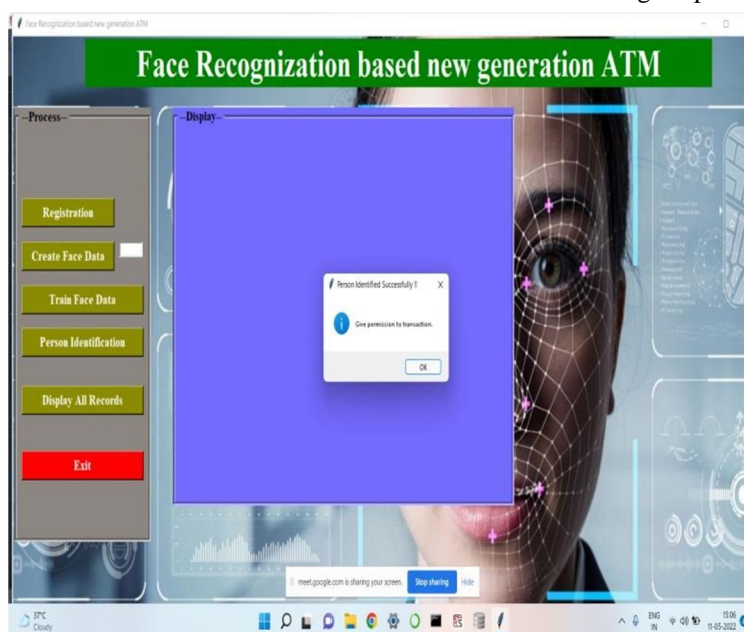 Face Recognization based new generation ATM
Face Recognization based new generation ATM
--Process--
Registration
Create Face Data
Train Face Data
Person Identification
Display All Records
Exit
--Display--
Person Identified Successfully !!
X
Give permission to transaction.
OK
meet.google.com is sharing your screen.
Stop sharing
Hide
37°C
Cloudy
ENG
IN
13:06
11-05-2022